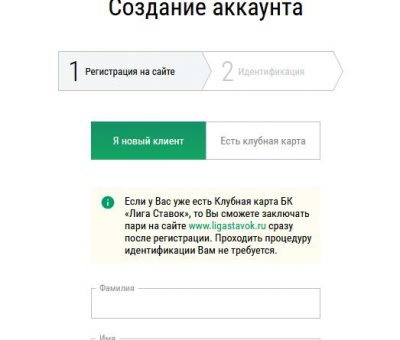 Создание аккаунта
1 Регистрация на сайте
2 Идентификация
Я новый клиент
Есть клубная карта
Если у Вас уже есть Клубная карта БК
«Лига Ставок», то Вы сможете заключать
пари на сайте www.ligastavok.ru сразу
после регистрации. Проходить процедуру
идентификации Вам не требуется.
Фамилия
Имя